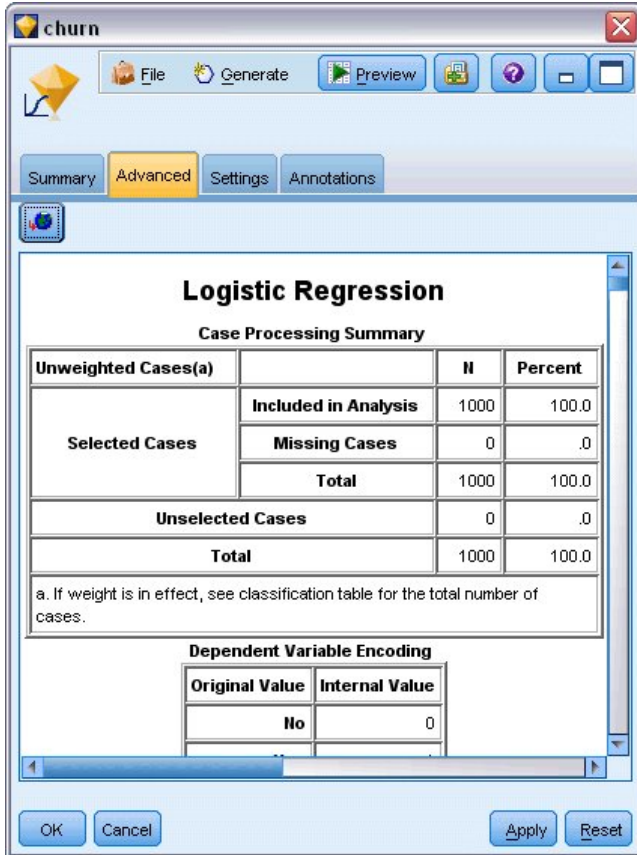 churn
File Generate Preview
Summary Advanced Settings Annotations
Logistic Regression
Case Processing Summary
Unweighted Cases(a) N Percent
Selected Cases Included in Analysis 1000 100.0
Missing Cases 0 .0
Total 1000 100.0
Unselected Cases 0 .0
Total 1000 100.0
a. If weight is in effect, see classification table for the total number of
cases.
Dependent Variable Encoding
Original Value Internal Value
No 0
OK Cancel Apply Reset